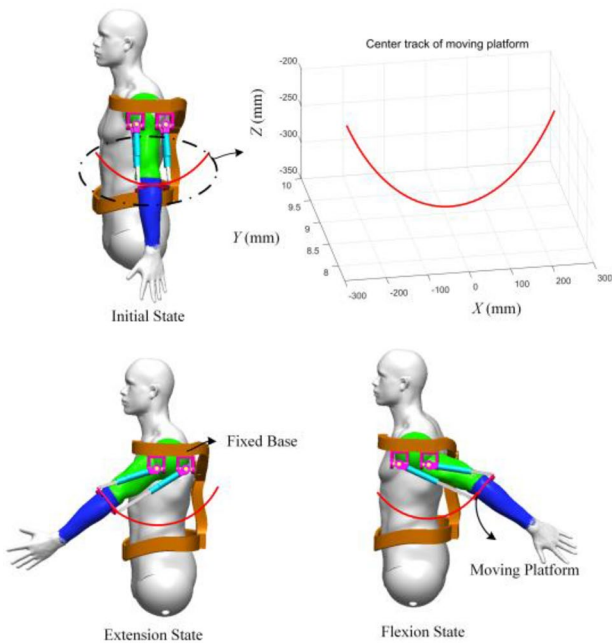 Center track of moving platform
-200
-250
-300
-350
Z (mm)
10
9.5
9
8.5
8
Y (mm)
-300
-200
-100
0
100
200
300
X (mm)
Initial State
Fixed Base
Moving Platform
Extension State
Flexion State